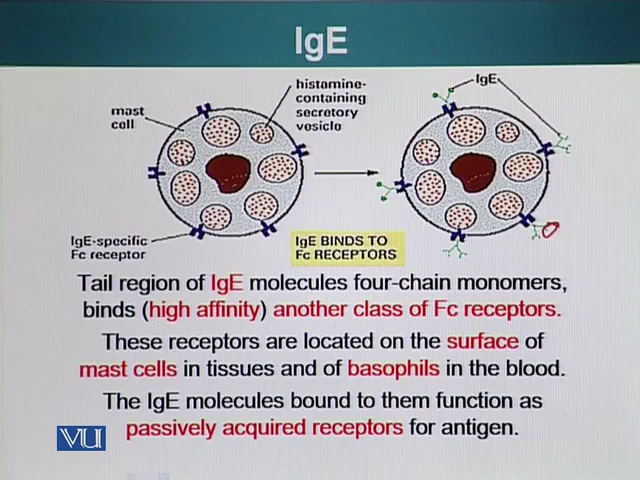 IgE
mast
cell
histamine-
containing
secretory
vesicle
IgE
IgE-specific
Fc receptor
IgE BINDS TO
Fc RECEPTORS
Tail region of IgE molecules four-chain monomers,
binds (high affinity) another class of Fc receptors.
These receptors are located on the surface of
mast cells in tissues and of basophils in the blood.
The IgE molecules bound to them function as
passively acquired receptors for antigen.
VU